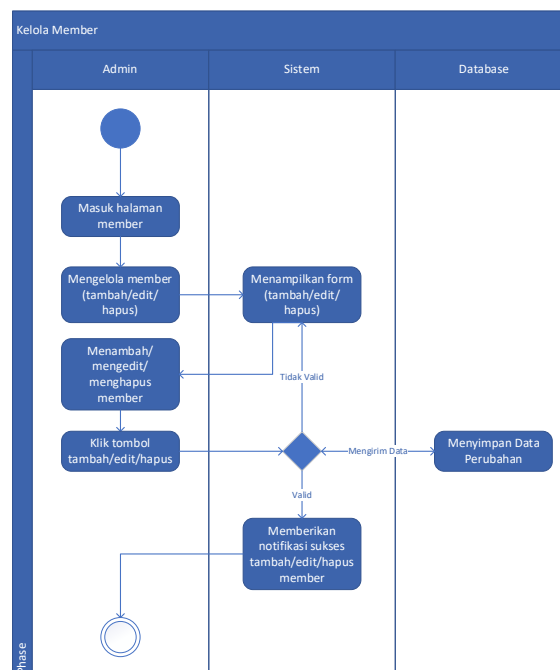 Kelola Member
Admin
Sistem
Database
Masuk halaman
member
Mengelola member
(tambah/edit/
hapus)
Menampilkan form
(tambah/edit/
hapus)
Menambah/
mengedit/
menghapus
member
Tidak Valid
Klik tombol
tambah/edit/hapus
Mengirim Data
Menyimpan Data
Perubahan
Valid
Memberikan
notifikasi sukses
tambah/edit/hapus
member
Phase